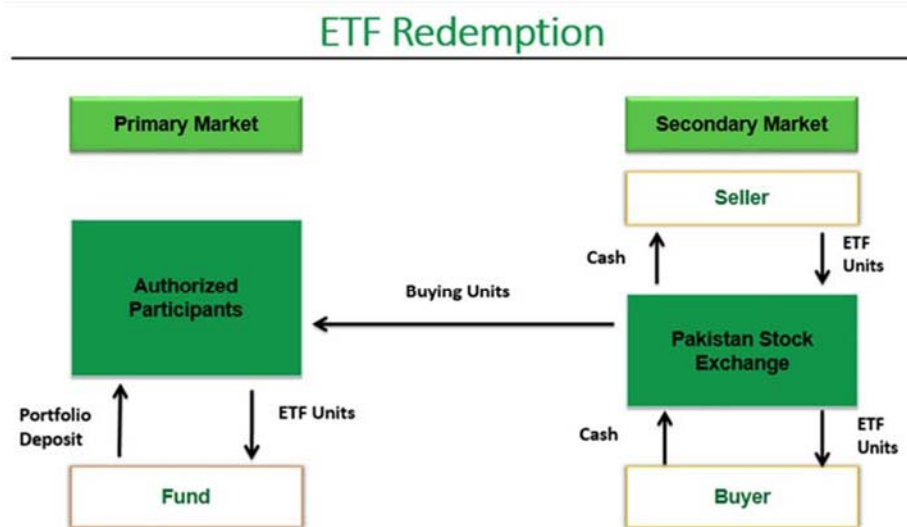 ETF Redemption
Primary Market
Secondary Market
Seller
Cash
ETF
Units
Authorized
Participants
Buying Units
Pakistan Stock
Exchange
Portfolio
Deposit
ETF Units
Cash
ETF
Units
Fund
Buyer